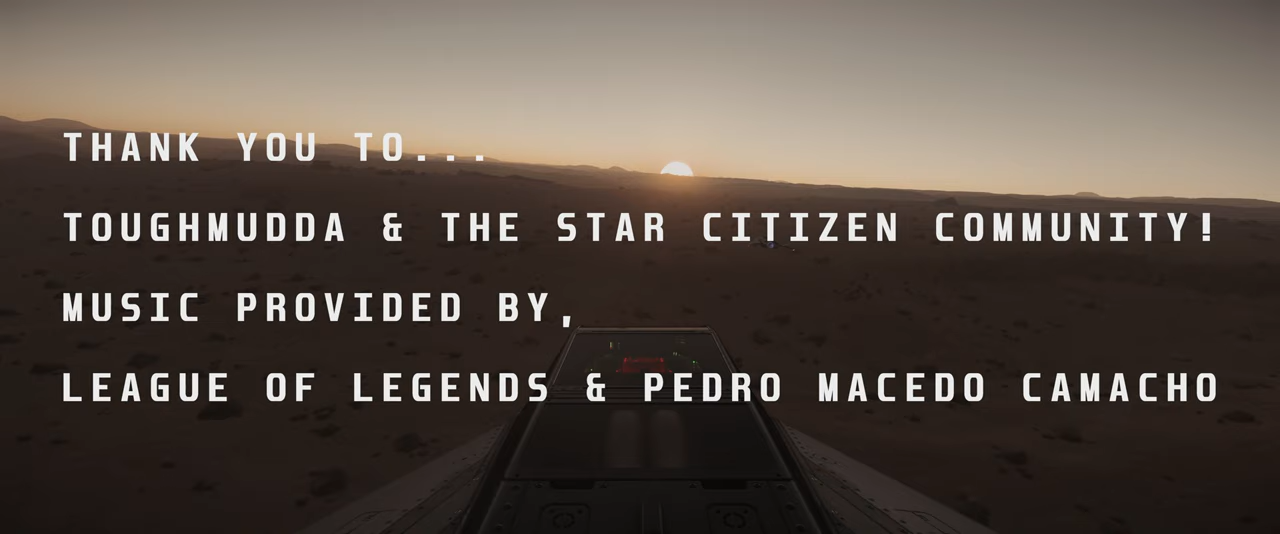 THANK YOU TO...
TOUGHMUDDA & THE STAR CITIZEN COMMUNITY!
MUSIC PROVIDED BY,
LEAGUE OF LEGENDS & PEDRO MACEDO CAMACHO